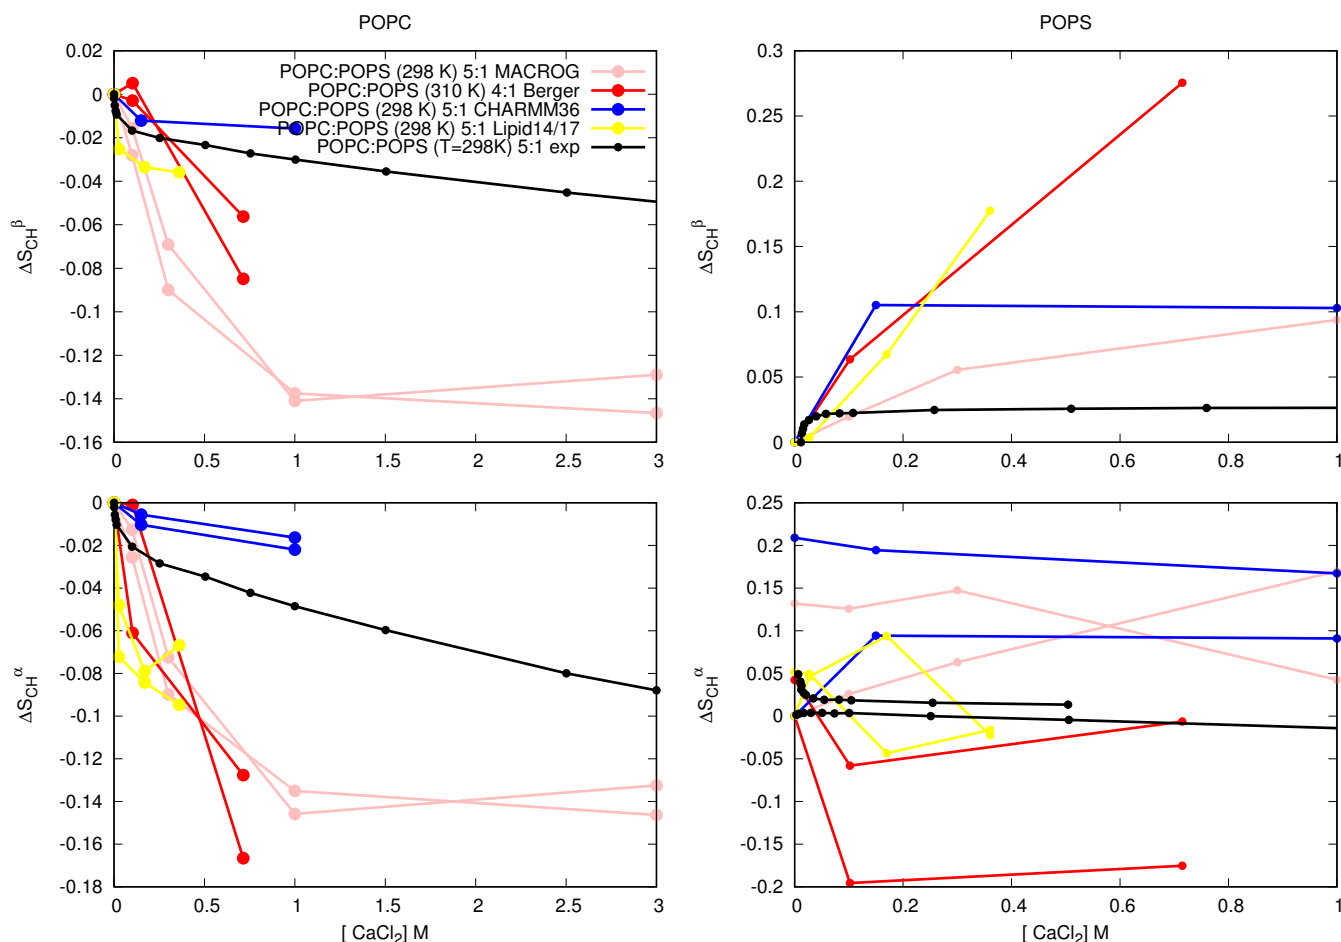 POPC
POPS
0.02
0
-0.02
-0.04
-0.06
-0.08
-0.1
-0.12
-0.14
-0.16
ΔS_CH^β
POPC:POPS (298 K) 5:1 MACROG
POPC:POPS (310 K) 4:1 Berger
POPC:POPS (298 K) 5:1 CHARMM36
POPC:POPS (298 K) 5:1 Lipid14/17
POPC:POPS (T=298K) 5:1 exp
0 0.5 1 1.5 2 2.5 3
0.3
0.25
0.2
0.15
0.1
0.05
0
ΔS_CH^β
0 0.2 0.4 0.6 0.8 1
0
-0.02
-0.04
-0.06
-0.08
-0.1
-0.12
-0.14
-0.16
-0.18
ΔS_CH^α
0 0.5 1 1.5 2 2.5 3
[ CaCl₂] M
0.25
0.2
0.15
0.1
0.05
0
-0.05
-0.1
-0.15
-0.2
ΔS_CH^α
0 0.2 0.4 0.6 0.8 1
[ CaCl₂] M